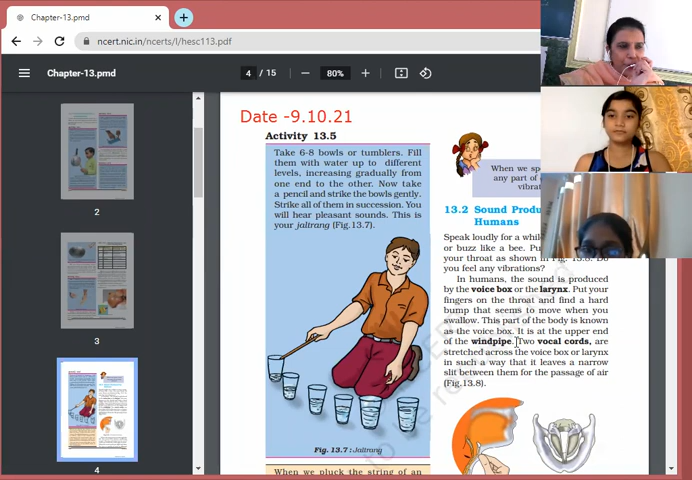 Chapter-13.pmd
ncert.nic.in/ncerts/l/hesc113.pdf
Chapter-13.pmd
4 / 15
80%
2
3
4
Date -9.10.21
Activity 13.5
Take 6-8 bowls or tumblers. Fill
them with water up to different
levels, increasing gradually from
one end to the other. Now take
a pencil and strike the bowls gently.
Strike all of them in succession. You
will hear pleasant sounds. This is
your jaltrang (Fig.13.7).
Fig. 13.7 : Jaltrang
When we pluck the string of an
When we
any part of
13.2 Sound
Humans
Speak loudly for a while
or buzz like a bee.
your throat as shown in Fig.
you feel any vibrations?
In humans, the sound is produced
by the voice box or the larynx. Put your
fingers on the throat and find a hard
bump that seems to move when you
swallow. This part of the body is known
as the voice box. It is at the upper end
of the windpipe. Two vocal cords, are
stretched across the voice box or larynx
in such a way that it leaves a narrow
slit between them for the passage of air
(Fig.13.8)